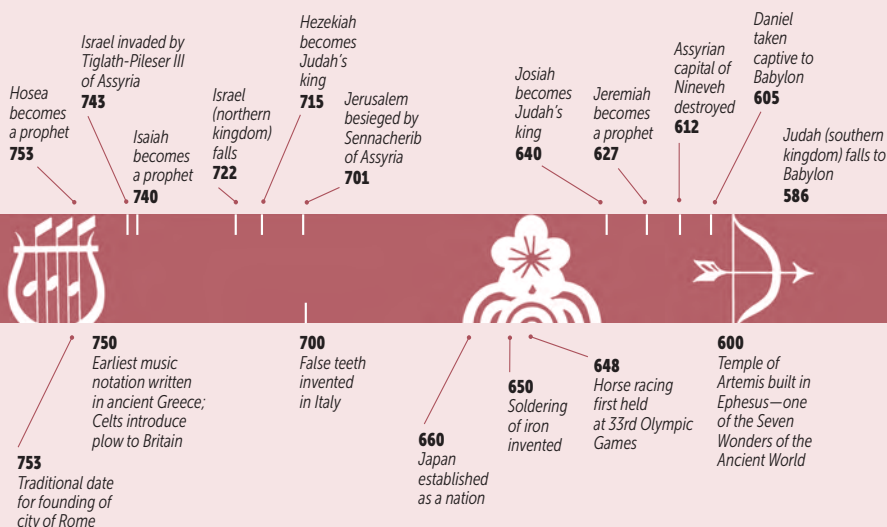 Hosea
becomes
a prophet
753
Israel invaded by
Tiglath-Pileser III
of Assyria
743
Isaiah
becomes
a prophet
740
Israel
(northern
kingdom)
falls
722
Hezekiah
becomes
Judah's
king
715
Jerusalem
besieged by
Sennacherib
of Assyria
701
Josiah
becomes
Judah's
king
640
Jeremiah
becomes
a prophet
627
Assyrian
capital of
Nineveh
destroyed
612
Daniel
taken
captive to
Babylon
605
Judah (southern
kingdom) falls to
Babylon
586
753
Traditional date
for founding of
city of Rome
750
Earliest music
notation written
in ancient Greece;
Celts introduce
plow to Britain
700
False teeth
invented
in Italy
660
Japan
established
as a nation
650
Soldering
of iron
invented
648
Horse racing
first held
at 33rd Olympic
Games
600
Temple of
Artemis built in
Ephesus—one
of the Seven
Wonders of the
Ancient World